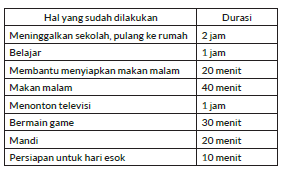 Hal yang sudah dilakukan Durasi
Meninggalkan sekolah, pulang ke rumah 2 jam
Belajar 1 jam
Membantu menyiapkan makan malam 20 menit
Makan malam 40 menit
Menonton televisi 1 jam
Bermain game 30 menit
Mandi 20 menit
Persiapan untuk hari esok 10 menit